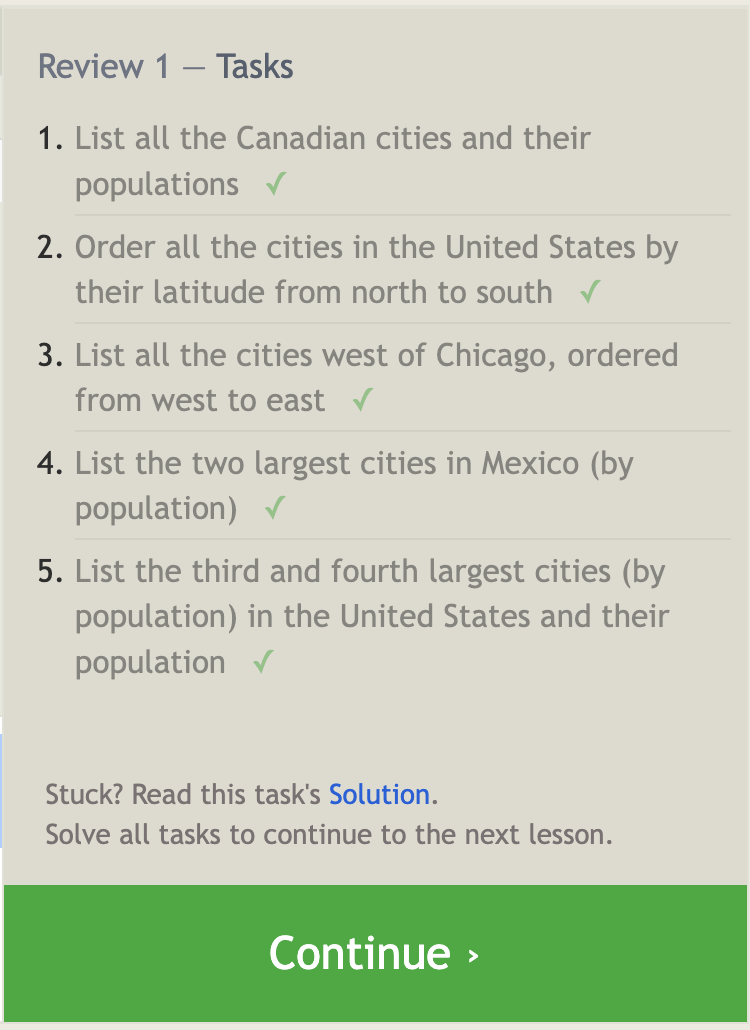 Review 1 — Tasks
1. List all the Canadian cities and their
populations ✓
2. Order all the cities in the United States by
their latitude from north to south ✓
3. List all the cities west of Chicago, ordered
from west to east ✓
4. List the two largest cities in Mexico (by
population) ✓
5. List the third and fourth largest cities (by
population) in the United States and their
population ✓
Stuck? Read this task's Solution.
Solve all tasks to continue to the next lesson.
Continue ›